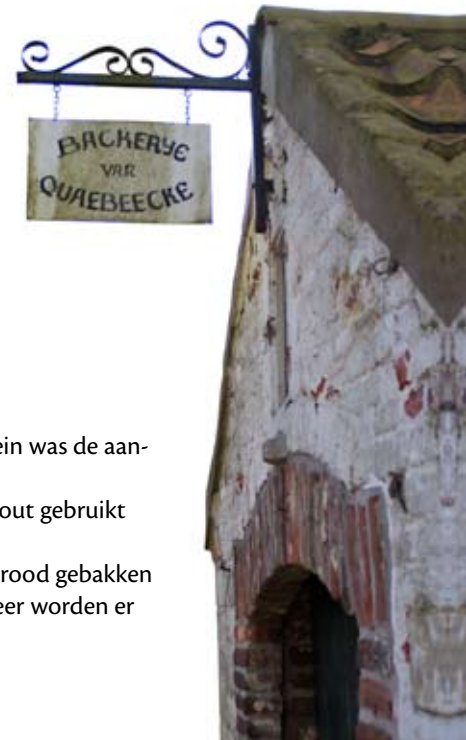 BACKERYE
VAN
QUAEBEECKE
ein was de aan-
out gebruikt
rood gebakken
eer worden er